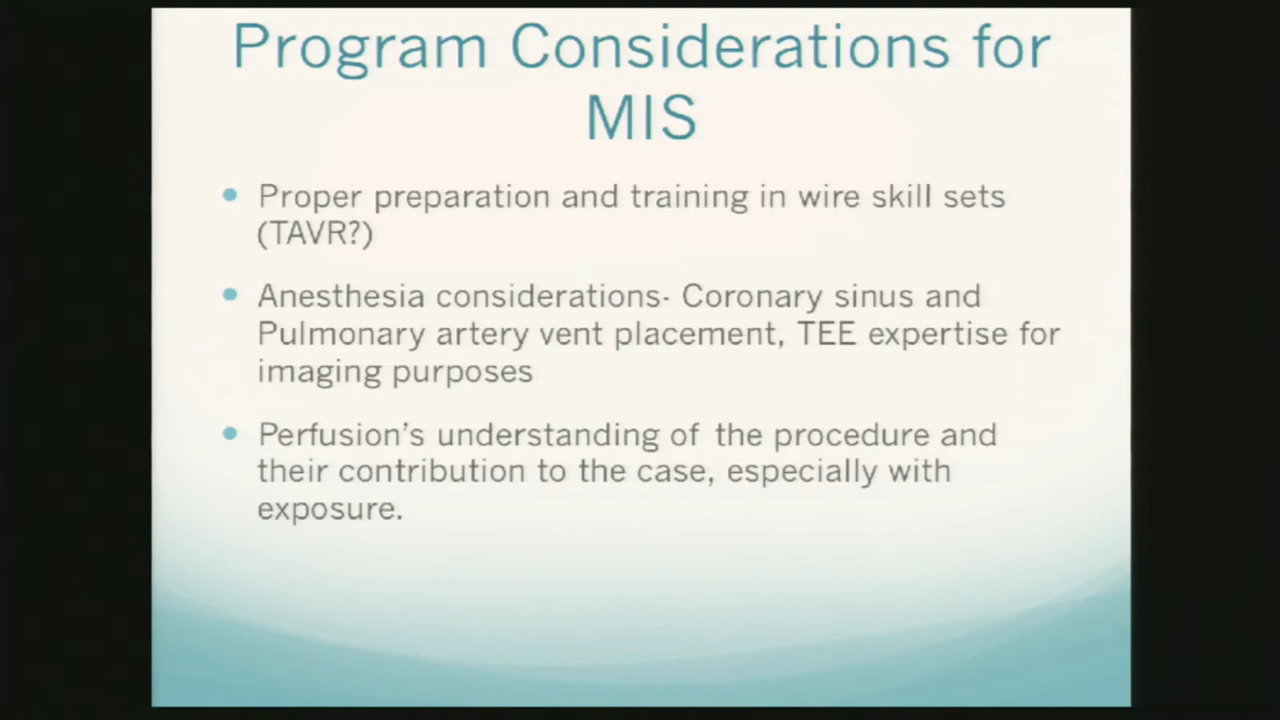 Program Considerations for
MIS
Proper preparation and training in wire skill sets
(TAVR?)
Anesthesia considerations- Coronary sinus and
Pulmonary artery vent placement, TEE expertise for
imaging purposes
Perfusion’s understanding of the procedure and
their contribution to the case, especially with
exposure.